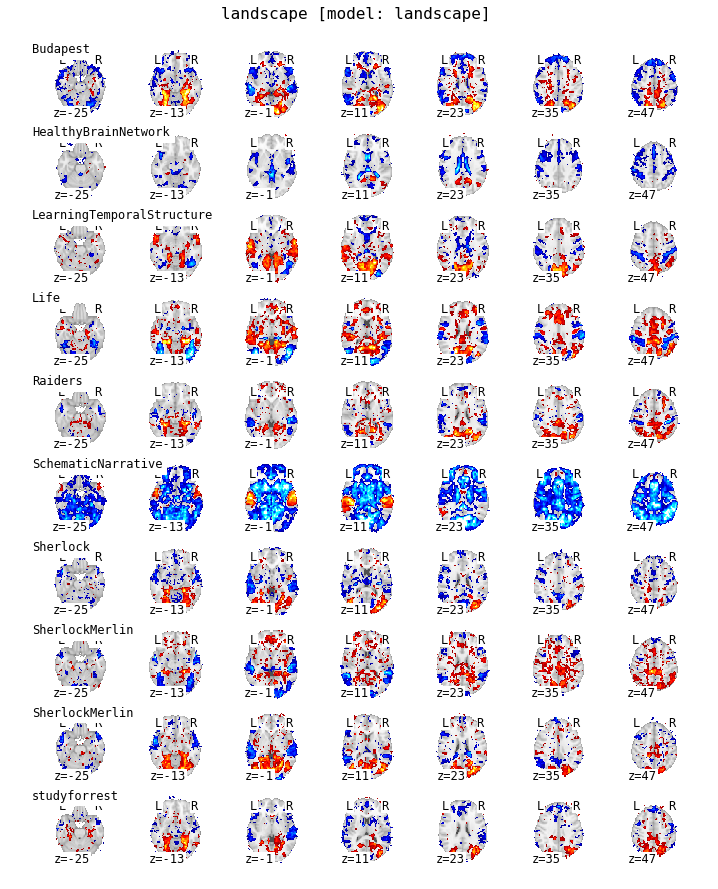 landscape [model: landscape]
Budapest
L R L R L R L R L R L R L R
z=-25 z=-13 z=-1 z=11 z=23 z=35 z=47
HealthyBrainNetwork
L R L R L R L R L R L R L R
z=-25 z=-13 z=-1 z=11 z=23 z=35 z=47
LearningTemporalStructure
L R L R L R L R L R L R L R
z=-25 z=-13 z=-1 z=11 z=23 z=35 z=47
Life
L R L R L R L R L R L R L R
z=-25 z=-13 z=-1 z=11 z=23 z=35 z=47
Raiders
L R L R L R L R L R L R L R
z=-25 z=-13 z=-1 z=11 z=23 z=35 z=47
SchematicNarrative
L R L R L R L R L R L R L R
z=-25 z=-13 z=-1 z=11 z=23 z=35 z=47
Sherlock
L R L R L R L R L R L R L R
z=-25 z=-13 z=-1 z=11 z=23 z=35 z=47
SherlockMerlin
L R L R L R L R L R L R L R
z=-25 z=-13 z=-1 z=11 z=23 z=35 z=47
SherlockMerlin
L R L R L R L R L R L R L R
z=-25 z=-13 z=-1 z=11 z=23 z=35 z=47
studyforrest
L R L R L R L R L R L R L R
z=-25 z=-13 z=-1 z=11 z=23 z=35 z=47